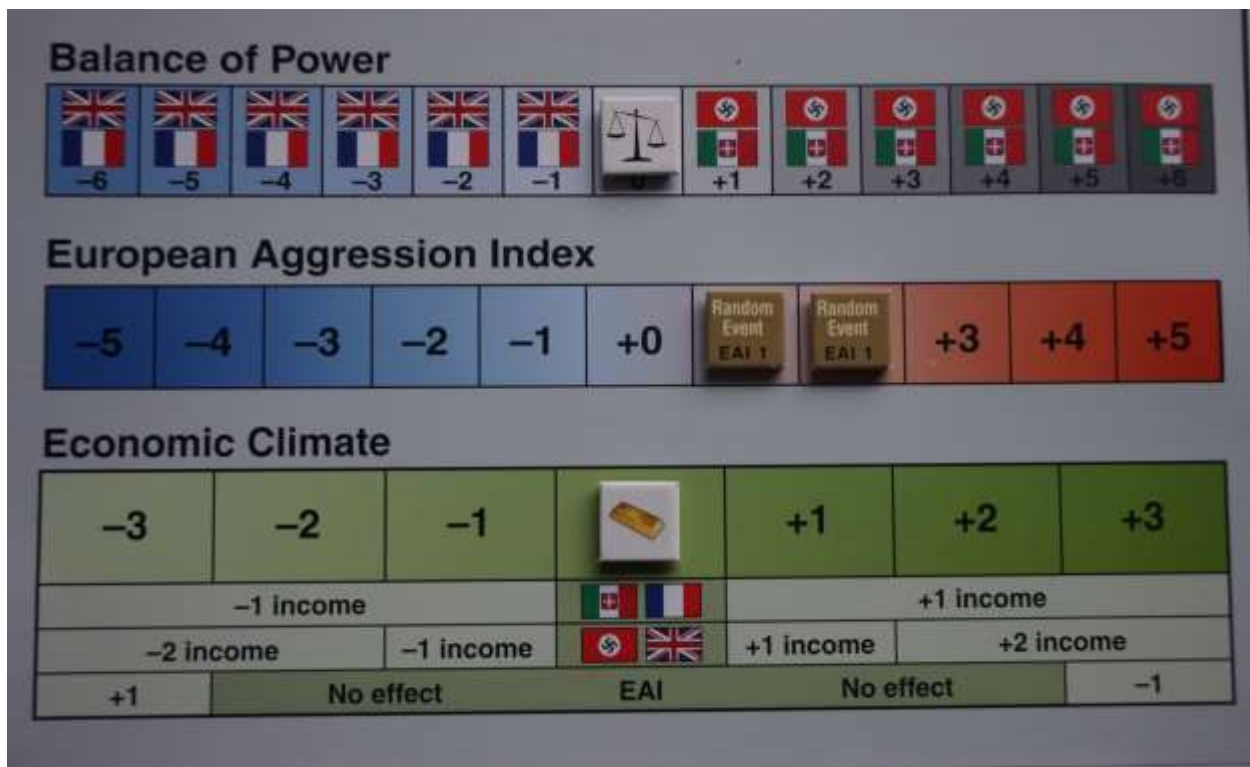 Balance of Power
–6 –5 –4 –3 –2 –1 0 +1 +2 +3 +4 +5 +6
European Aggression Index
–5 –4 –3 –2 –1 +0 Random Event EAI 1 Random Event EAI 1 +3 +4 +5
Economic Climate
–3 –2 –1 +1 +2 +3
–1 income +1 income
–2 income –1 income +1 income +2 income
+1 No effect EAI No effect –1